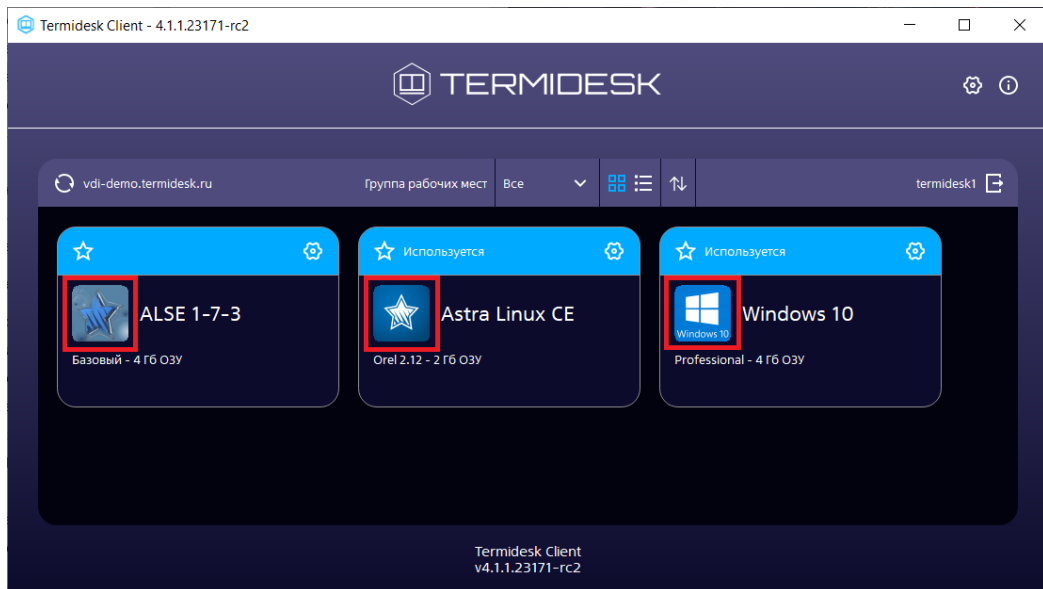 Termidesk Client - 4.1.1.23171-rc2
TERMIDESK
vdi-demo.termidesk.ru Группа рабочих мест Все termidesk1
Используется Используется
ALSE 1-7-3 Astra Linux CE Windows 10 Windows 10
Базовый - 4 Гб ОЗУ Orel 2.12 - 2 Гб ОЗУ Professional - 4 Гб ОЗУ
Termidesk Client
v4.1.1.23171-rc2